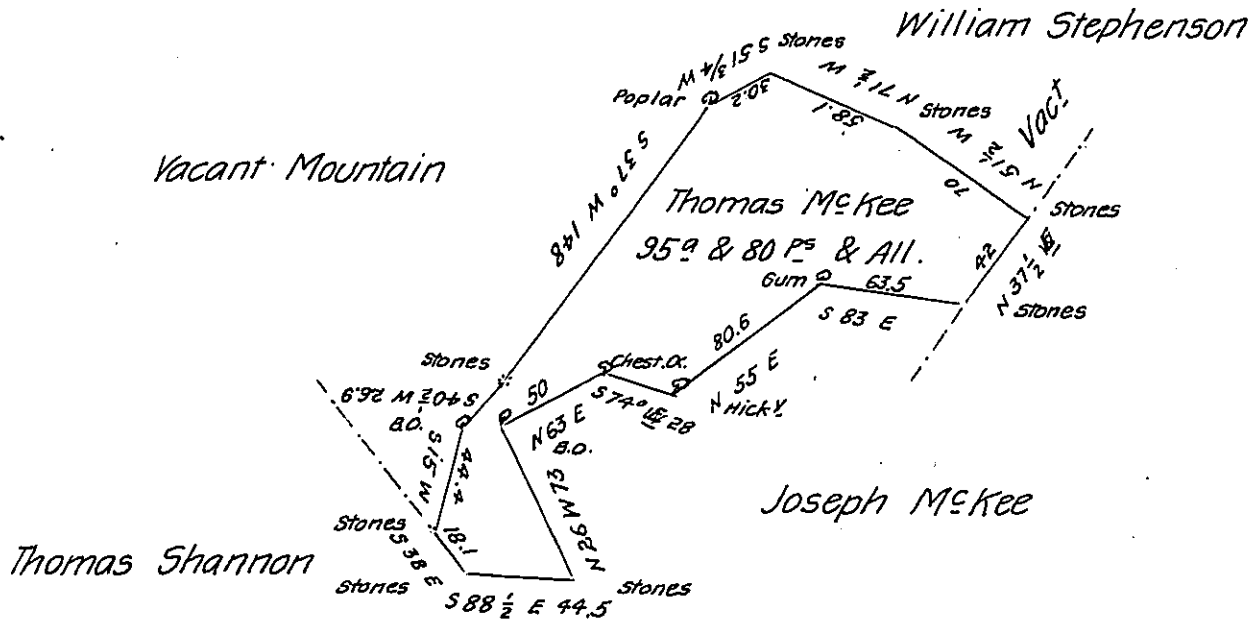 William Stephenson
Stones
S 51 3/4 W
30.2
Poplar
N 71 1/2 W
58.1
Stones
N 51 1/2 W
70
Vac.t
Vacant Mountain
S 37° W 148
Thomas McKee
95a & 80 Ps & All.
Stones
42
N 37 1/2 E
Stones
Gum
63.5
S 83 E
80.6
N 55 E
Hick.y
Chest.O.
S 74° E 28
50
N 63 E
B.O.
Stones
S 40 1/2 W 26.9
B.O.
S 15 W
44.2
N 26 W 73
Joseph McKee
Stones
18.1
S 38 E
Thomas Shannon
Stones
S 88 1/2 E 44.5
Stones